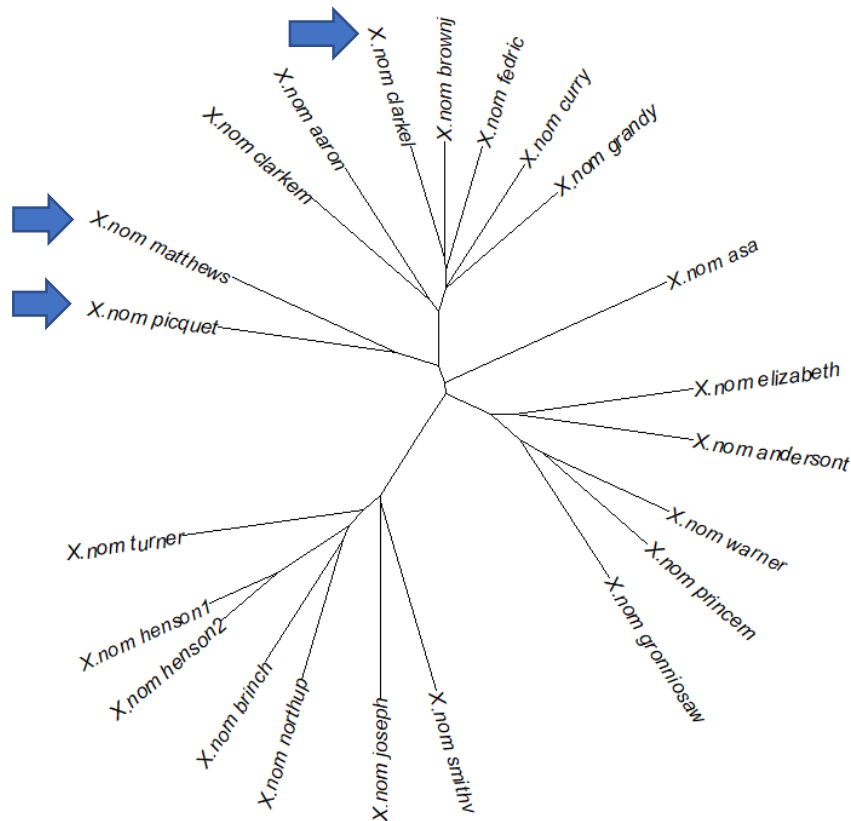 X.nom clarkel
X.nom brownj
X.nom fedric
X.nom curry
X.nom grandy
X.nom aaron
X.nom clarkem
X.nom matthews
X.nom picquet
X.nom asa
X.nom elizabeth
X.nom andersont
X.nom warner
X.nom princem
X.nom gronniosaw
X.nom turner
X.nom henson1
X.nom henson2
X.nom brinch
X.nom northup
X.nom joseph
X.nom smithv